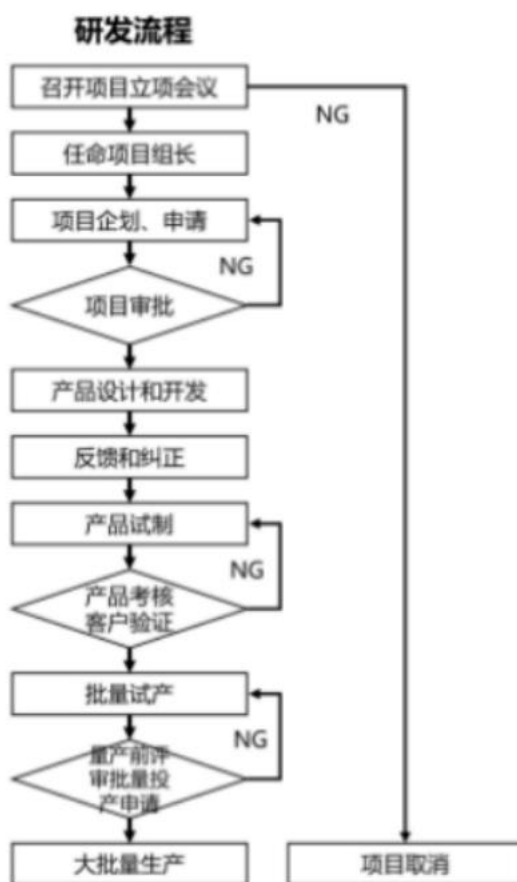 研发流程
召开项目立项会议
NG
任命项目组长
项目企划、申请
NG
项目审批
产品设计和开发
反馈和纠正
产品试制
NG
产品考核
客户验证
批量试产
NG
量产前评
审批量投
产申请
大批量生产
项目取消